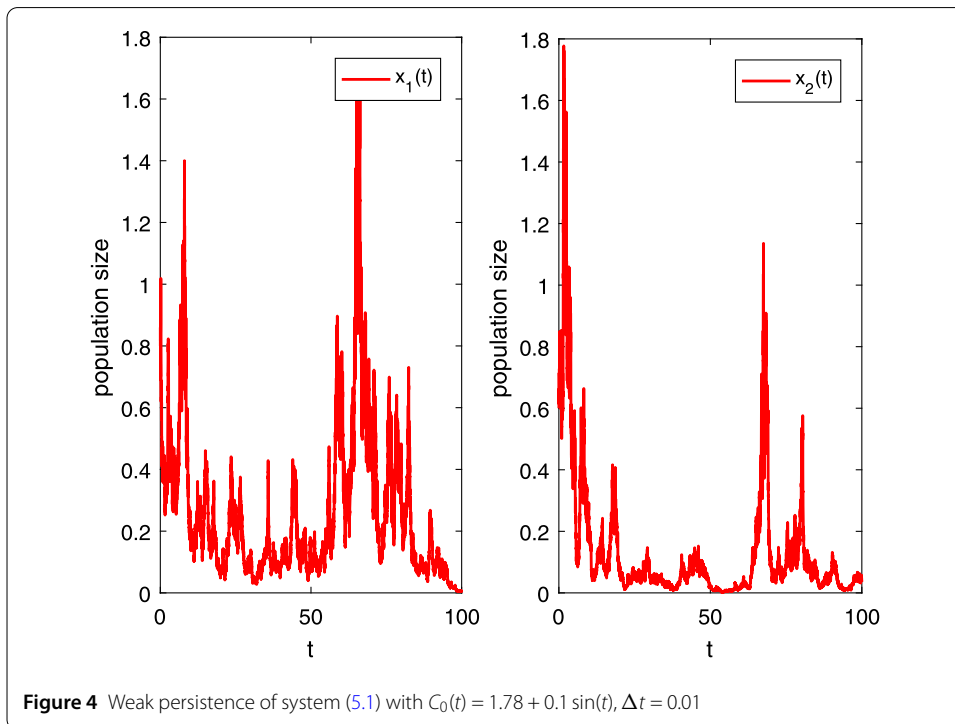 1.8
1.6
1.4
1.2
1
0.8
0.6
0.4
0.2
0
population size
x_1(t)
0 50 100
t
1.8
1.6
1.4
1.2
1
0.8
0.6
0.4
0.2
0
population size
x_2(t)
0 50 100
t
Figure 4 Weak persistence of system (5.1) with C_0(t) = 1.78 + 0.1 sin(t), Δt = 0.01